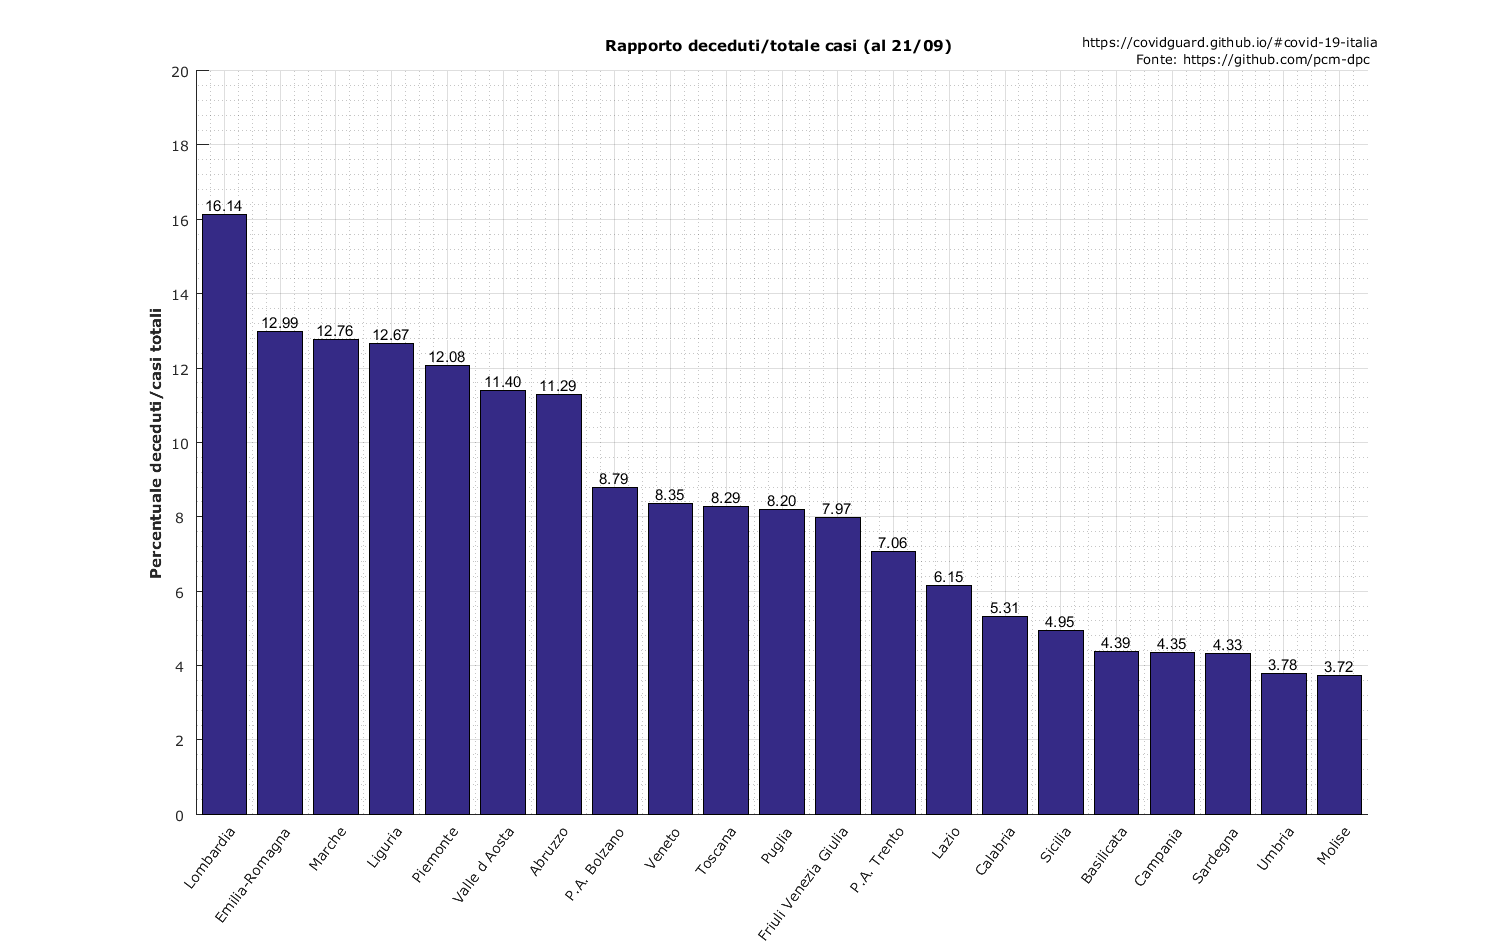 Rapporto deceduti/totale casi (al 21/09)
https://covidguard.github.io/#covid-19-italia
Fonte: https://github.com/pcm-dpc
Percentuale deceduti/casi totali
20
18
16
14
12
10
8
6
4
2
0
16.14
12.99
12.76
12.67
12.08
11.40
11.29
8.79
8.35
8.29
8.20
7.97
7.06
6.15
5.31
4.95
4.39
4.35
4.33
3.78
3.72
Lombardia
Emilia-Romagna
Marche
Liguria
Piemonte
Valle d Aosta
Abruzzo
P.A. Bolzano
Veneto
Toscana
Puglia
Friuli Venezia Giulia
P.A. Trento
Lazio
Calabria
Sicilia
Basilicata
Campania
Sardegna
Umbria
Molise